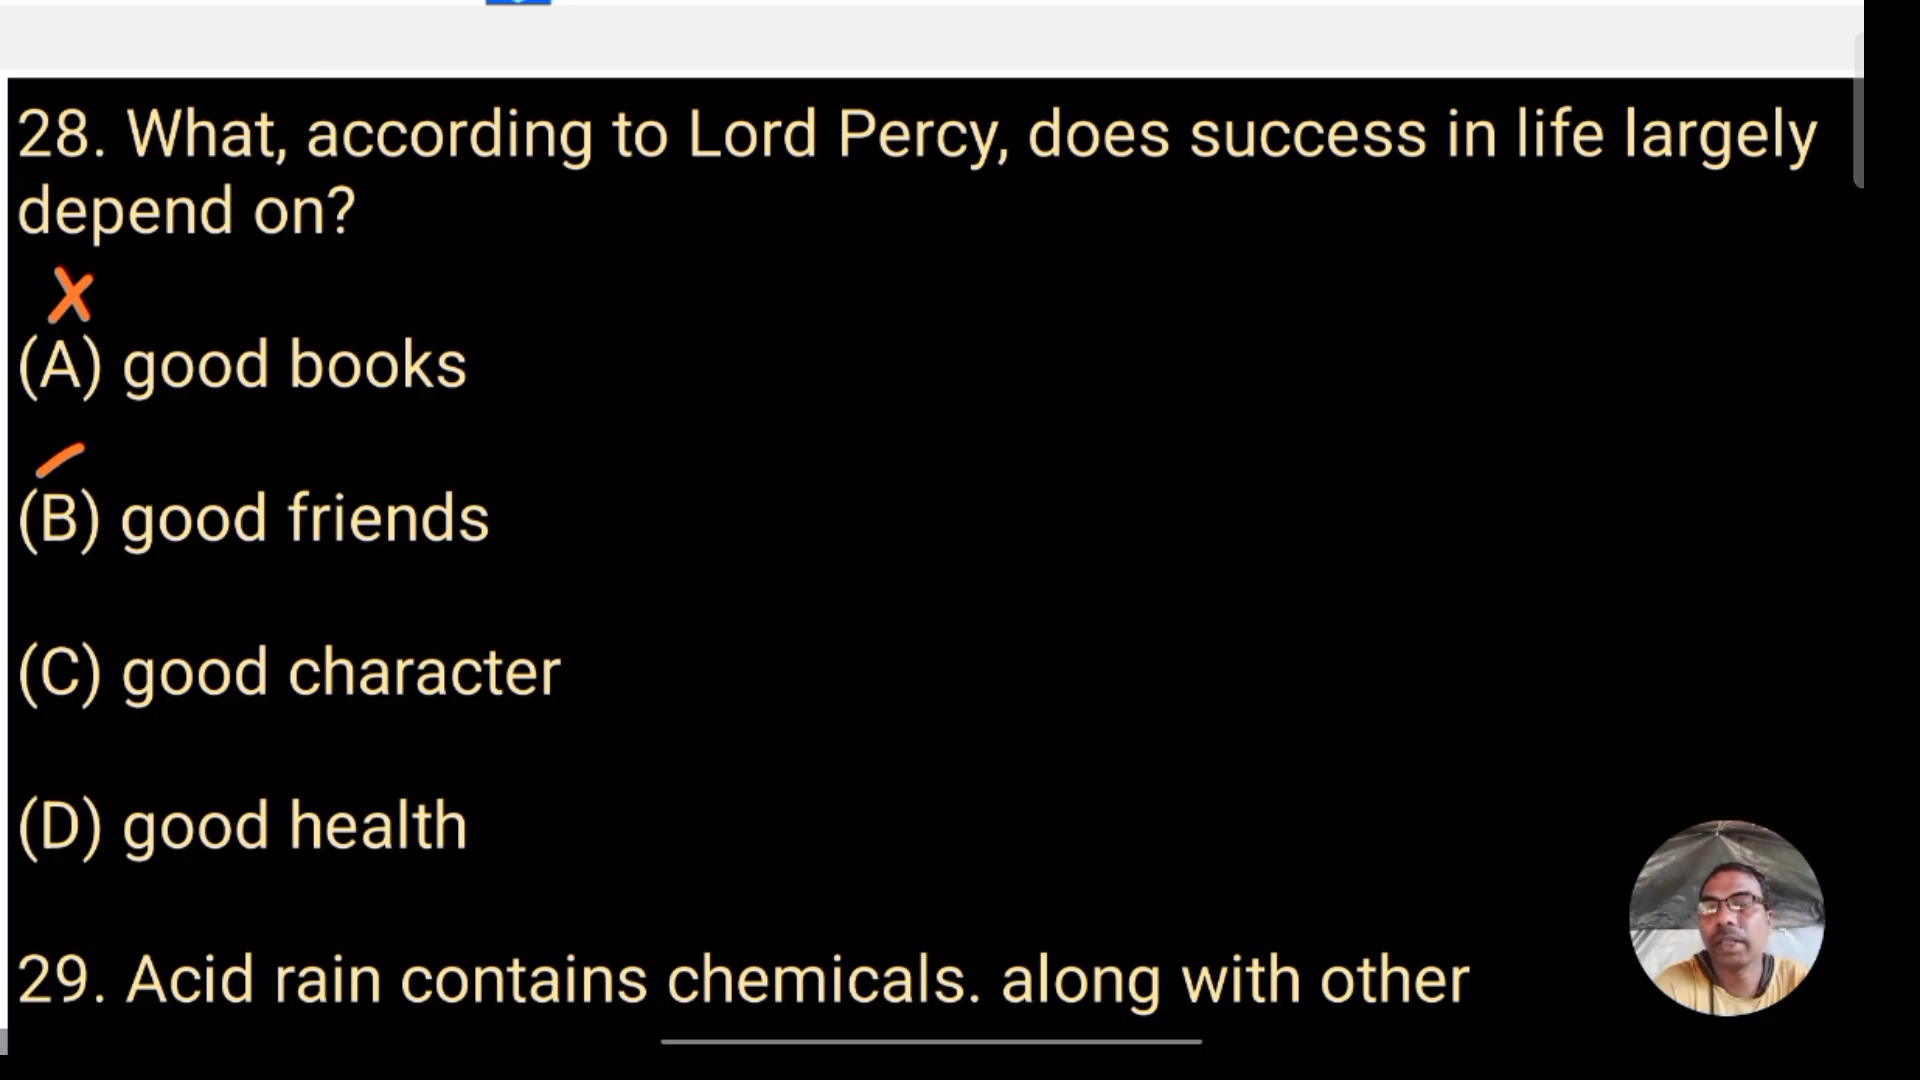 28. What, according to Lord Percy, does success in life largely
depend on?
(A) good books
(B) good friends
(C) good character
(D) good health
29. Acid rain contains chemicals. along with other